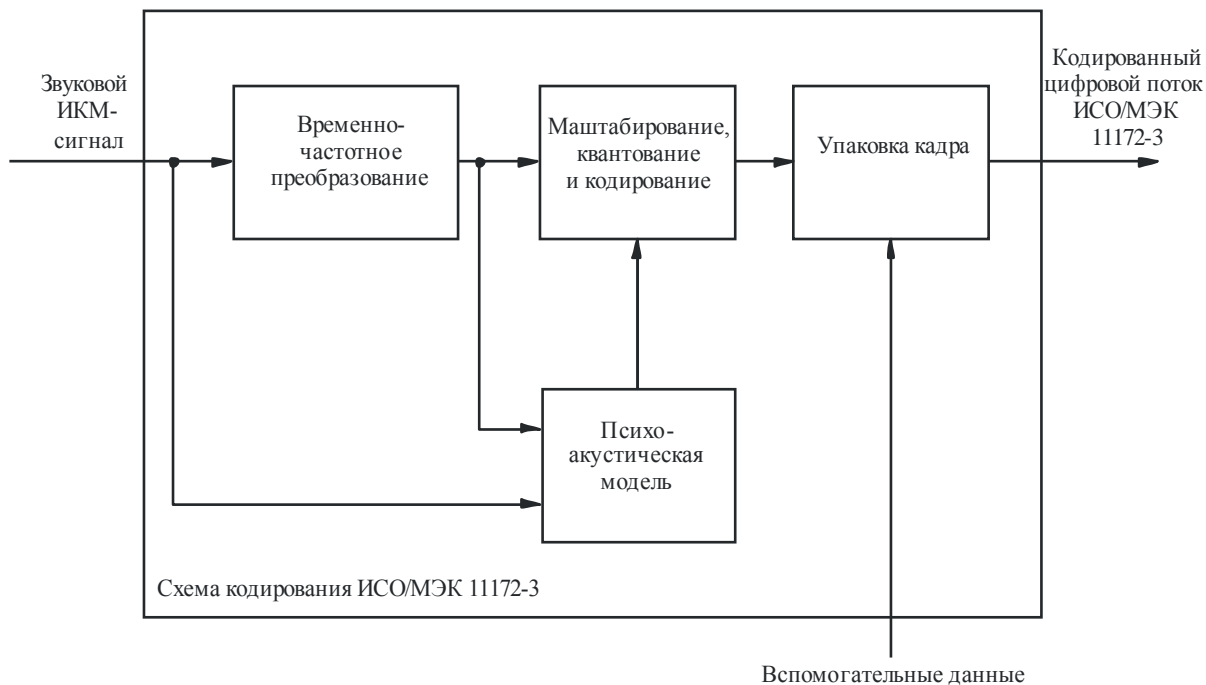 Звуковой
ИКМ-
сигнал
Временно-
частотное
преобразование
Маштабирование,
квантование
и кодирование
Упаковка кадра
Кодированный
цифровой поток
ИСО/МЭК
11172-3
Психо-
акустическая
модель
Схема кодирования ИСО/МЭК 11172-3
Вспомогательные данные